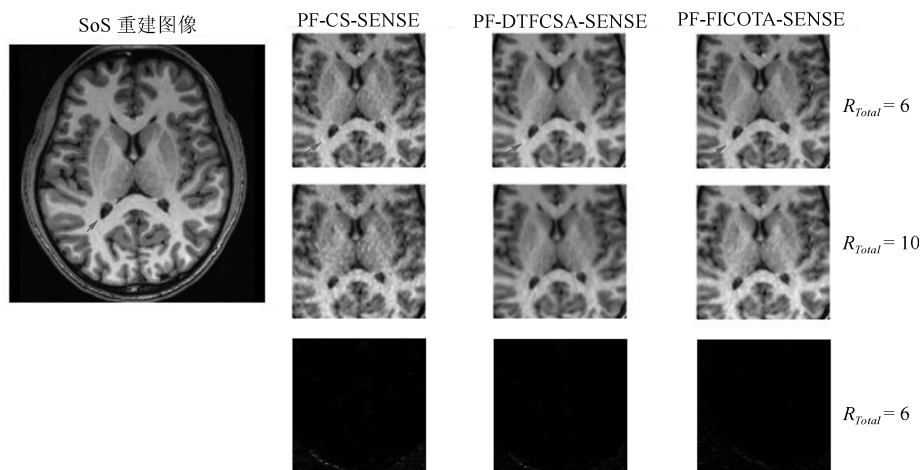 SoS 重建图像
PF-CS-SENSE
PF-DTFCSA-SENSE
PF-FICOTA-SENSE
R_Total = 6
R_Total = 10
R_Total = 6